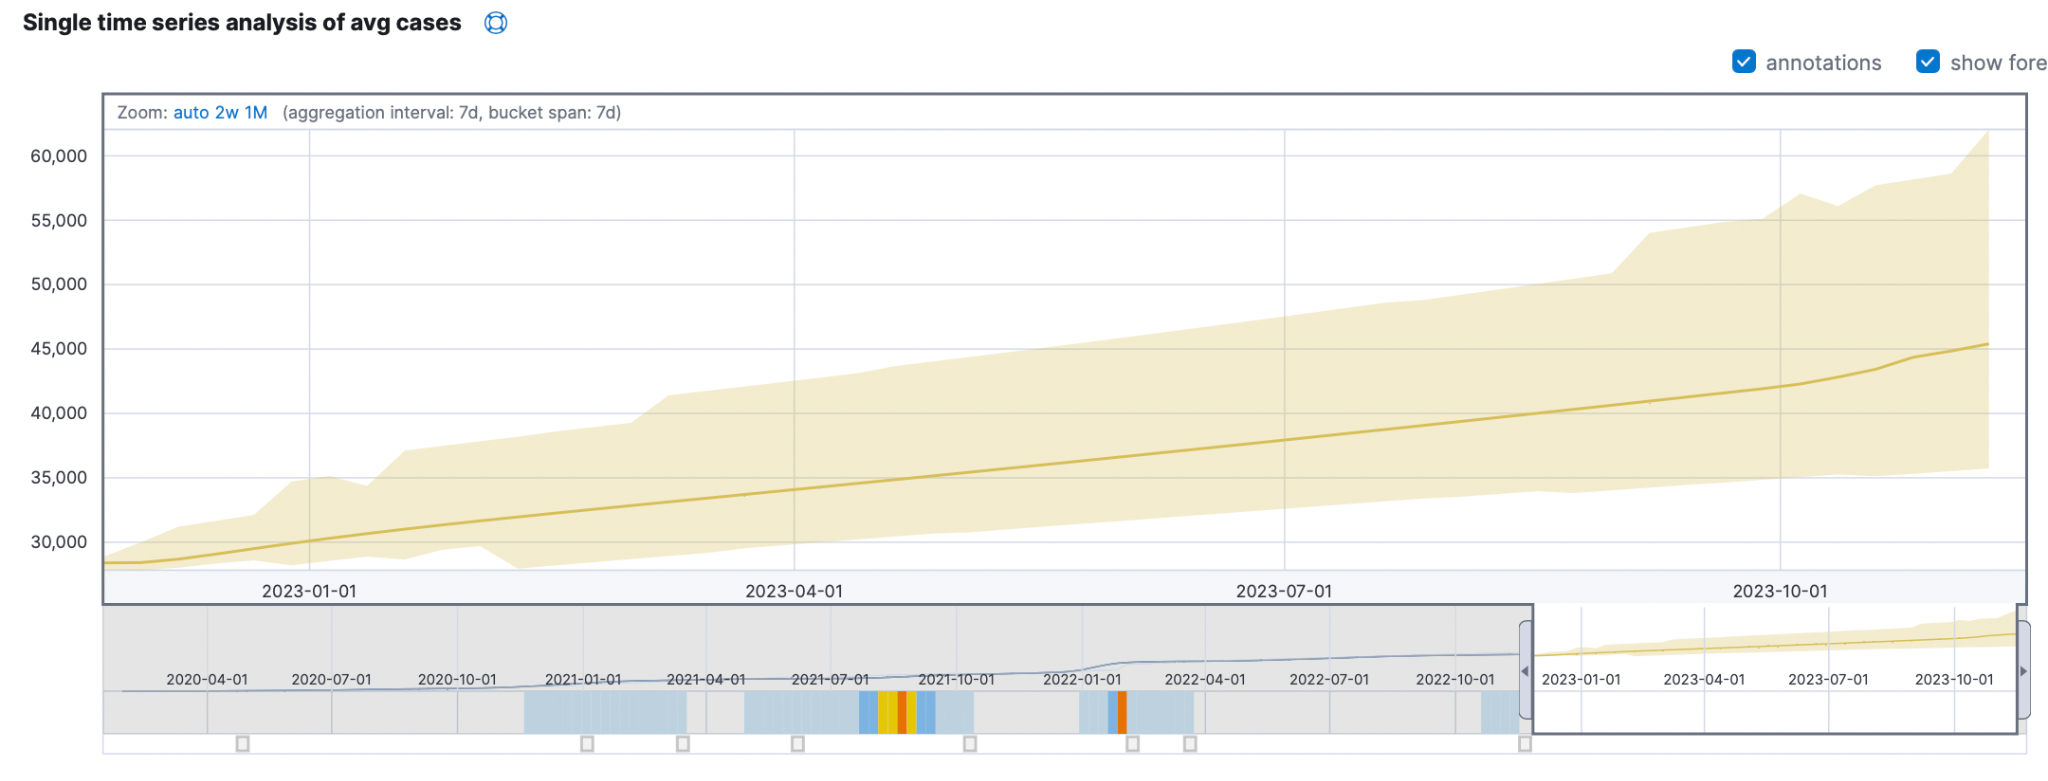 Single time series analysis of avg cases
annotations show fore
Zoom: auto 2w 1M (aggregation interval: 7d, bucket span: 7d)
60,000
55,000
50,000
45,000
40,000
35,000
30,000
2023-01-01 2023-04-01 2023-07-01 2023-10-01
2020-04-01 2020-07-01 2020-10-01 2021-01-01 2021-04-01 2021-07-01 2021-10-01 2022-01-01 2022-04-01 2022-07-01 2022-10-01 2023-01-01 2023-04-01 2023-07-01 2023-10-01